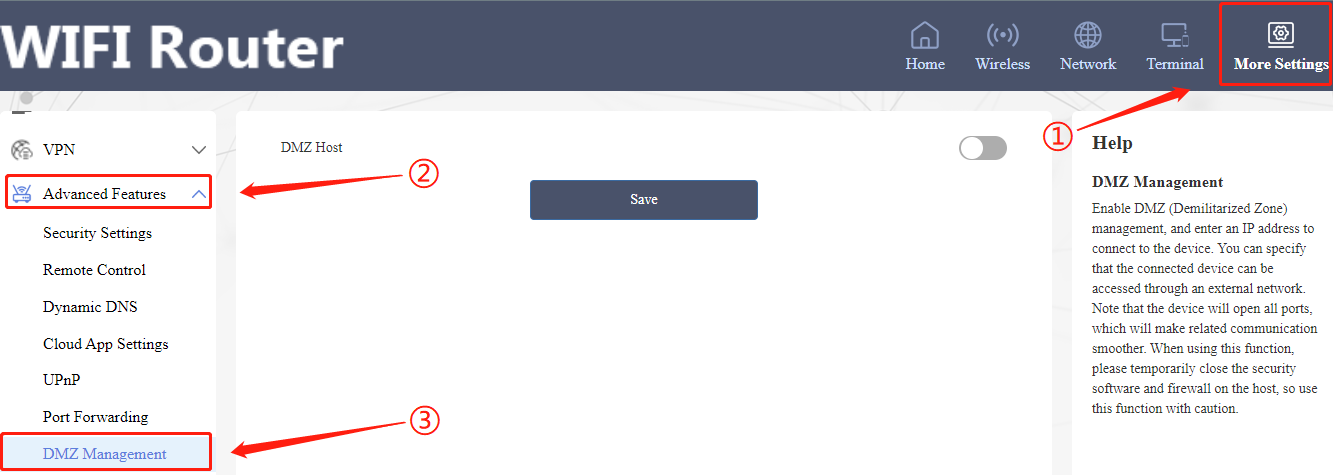 WIFI Router
Home
Wireless
Network
Terminal
More Settings
①
VPN
②
Advanced Features
Security Settings
Remote Control
Dynamic DNS
Cloud App Settings
UPnP
Port Forwarding
③
DMZ Management
DMZ Host
Save
Help
DMZ Management
Enable DMZ (Demilitarized Zone)
management, and enter an IP address to
connect to the device. You can specify
that the connected device can be
accessed through an external network.
Note that the device will open all ports,
which will make related communication
smoother. When using this function,
please temporarily close the security
software and firewall on the host, so use
this function with caution.